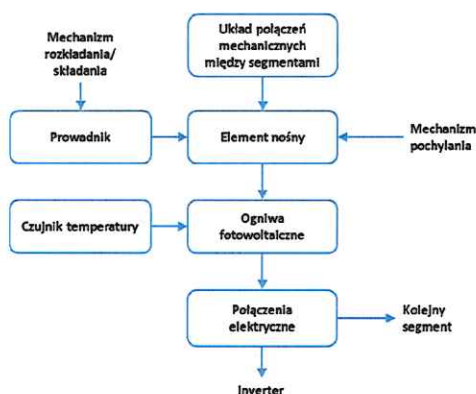 Mechanizm
rozkładania/
składania
Układ połączeń
mechanicznych
między segmentami
Prowadnik
Element nośny
Mechanizm
pochylania
Czujnik temperatury
Ogniwa
fotowoltaiczne
Połączenia
elektryczne
Kolejny
segment
Inverter